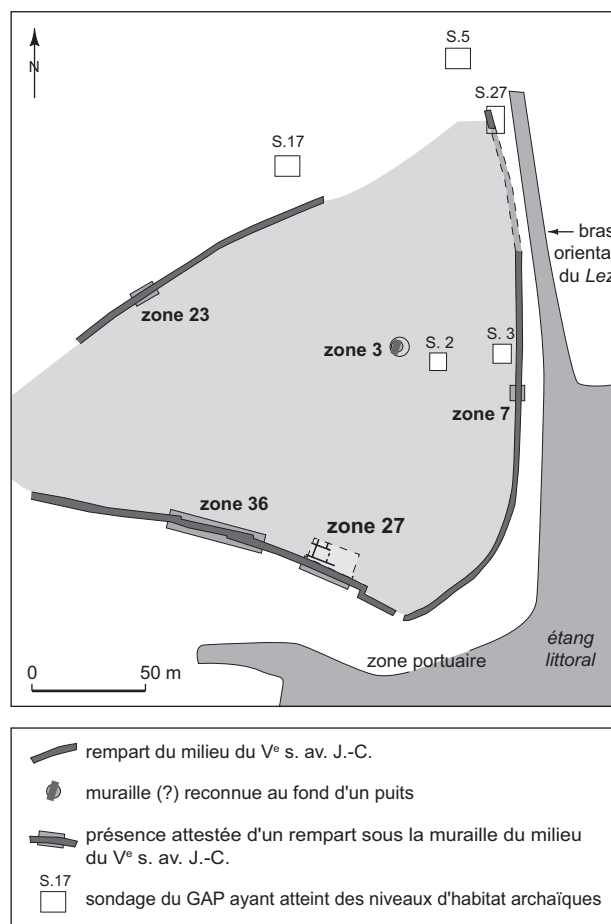 S.5
N
S.27
S.17
bras
orienta
du Lez
zone 23
zone 3
S. 2
S. 3
zone 7
zone 36
zone 27
0
50 m
zone portuaire
étang
littoral
rempart du milieu du Ve s. av. J.-C.
muraille (?) reconnue au fond d'un puits
présence attestée d'un rempart sous la muraille du milieu
du Ve s. av. J.-C.
S.17
sondage du GAP ayant atteint des niveaux d'habitat archaïques